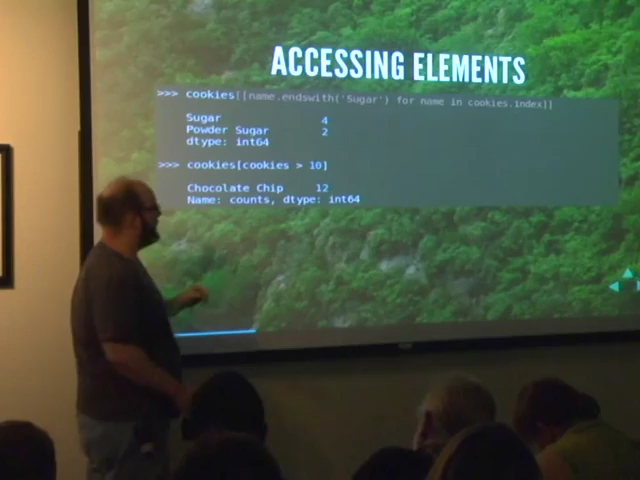 ACCESSING ELEMENTS
>>> cookies[[name.endswith('Sugar') for name in cookies.index]]
Sugar 4
Powder Sugar 2
dtype: int64
>>> cookies[cookies > 10]
Chocolate Chip 12
Name: counts, dtype: int64